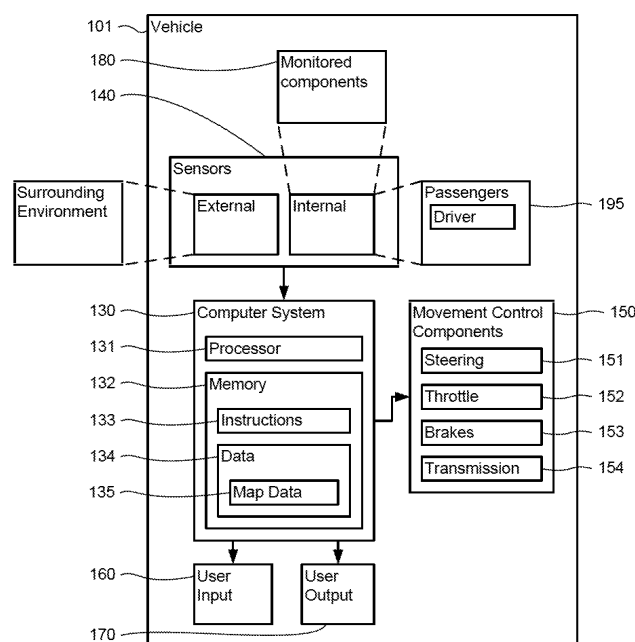 101
Vehicle
180
Monitored
components
140
Sensors
Surrounding
Environment
External
Internal
Passengers
Driver
195
130
Computer System
131
Processor
132
Memory
133
Instructions
134
Data
135
Map Data
Movement Control
Components
150
Steering
151
Throttle
152
Brakes
153
Transmission
154
160
User
Input
User
Output
170